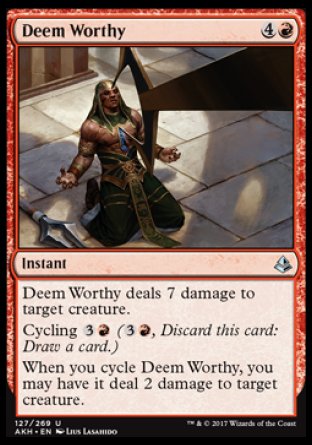 Deem Worthy 4
Instant
Deem Worthy deals 7 damage to
target creature.
Cycling 3 (3, Discard this card:
Draw a card.)
When you cycle Deem Worthy, you
may have it deal 2 damage to target
creature.
127/269 U
AKH • EN Lius Lasahido
™ & © 2017 Wizards of the Coast